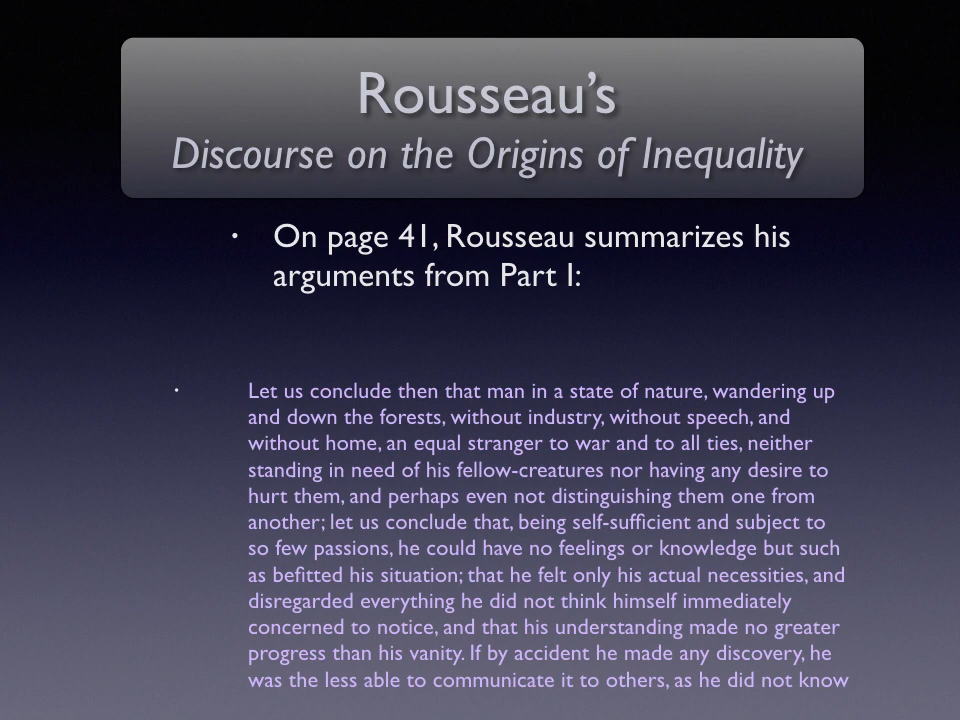 Rousseau’s
Discourse on the Origins of Inequality
• On page 41, Rousseau summarizes his
arguments from Part I:
• Let us conclude then that man in a state of nature, wandering up
and down the forests, without industry, without speech, and
without home, an equal stranger to war and to all ties, neither
standing in need of his fellow-creatures nor having any desire to
hurt them, and perhaps even not distinguishing them one from
another; let us conclude that, being self-sufficient and subject to
so few passions, he could have no feelings or knowledge but such
as befitted his situation; that he felt only his actual necessities, and
disregarded everything he did not think himself immediately
concerned to notice, and that his understanding made no greater
progress than his vanity. If by accident he made any discovery, he
was the less able to communicate it to others, as he did not know